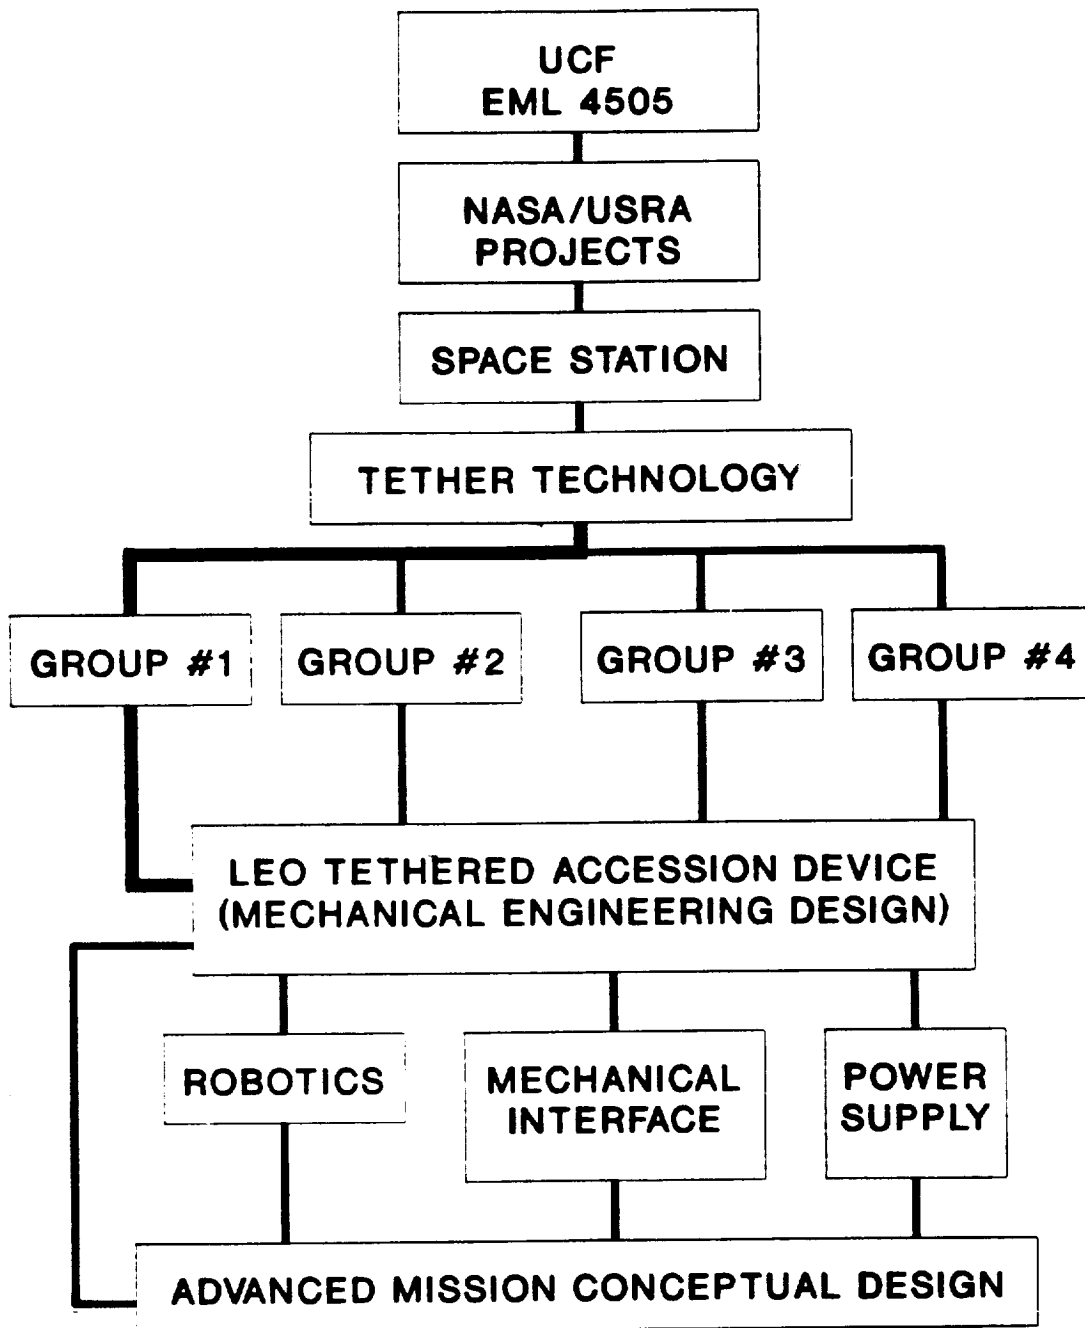 UCF
EML 4505
NASA/USRA
PROJECTS
SPACE STATION
TETHER TECHNOLOGY
GROUP #1
GROUP #2
GROUP #3
GROUP #4
LEO TETHERED ACCESSION DEVICE
(MECHANICAL ENGINEERING DESIGN)
ROBOTICS
MECHANICAL
INTERFACE
POWER
SUPPLY
ADVANCED MISSION CONCEPTUAL DESIGN